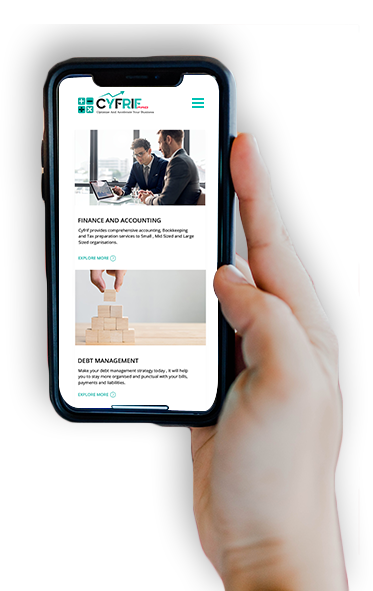 CYFRIF
Optimize And Accelerate Your Business
FINANCE AND ACCOUNTING
Cyfrif provides comprehensive accounting, Bookkeeping
and Tax preparation services to Small , Mid Sized and Large
Sized organisations.
EXPLORE MORE
DEBT MANAGEMENT
Make your debt management strategy today , it will help
you to stay more organised and punctual with your bills,
payments and liabilities.
EXPLORE MORE